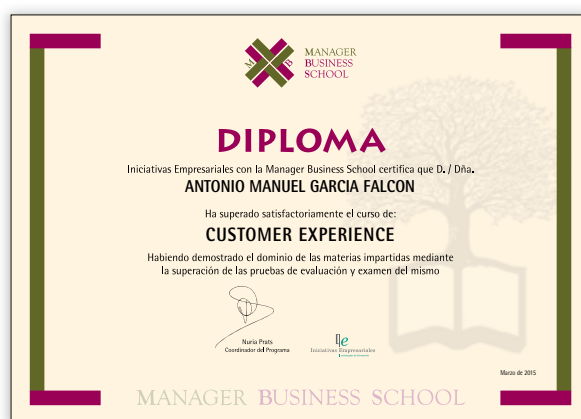 M B
MANAGER
BUSINESS
SCHOOL
DIPLOMA
Iniciativas Empresariales con la Manager Business School certifica que D. / Dña.
ANTONIO MANUEL GARCIA FALCON
Ha superado satisfactoriamente el curso de:
CUSTOMER EXPERIENCE
Habiendo demostrado el dominio de las materias impartidas mediante
la superación de las pruebas de evaluación y examen del mismo
Nuria Prats
Coordinador del Programa
Ie
Iniciativas Empresariales
Marzo de 2015
MANAGER BUSINESS SCHOOL